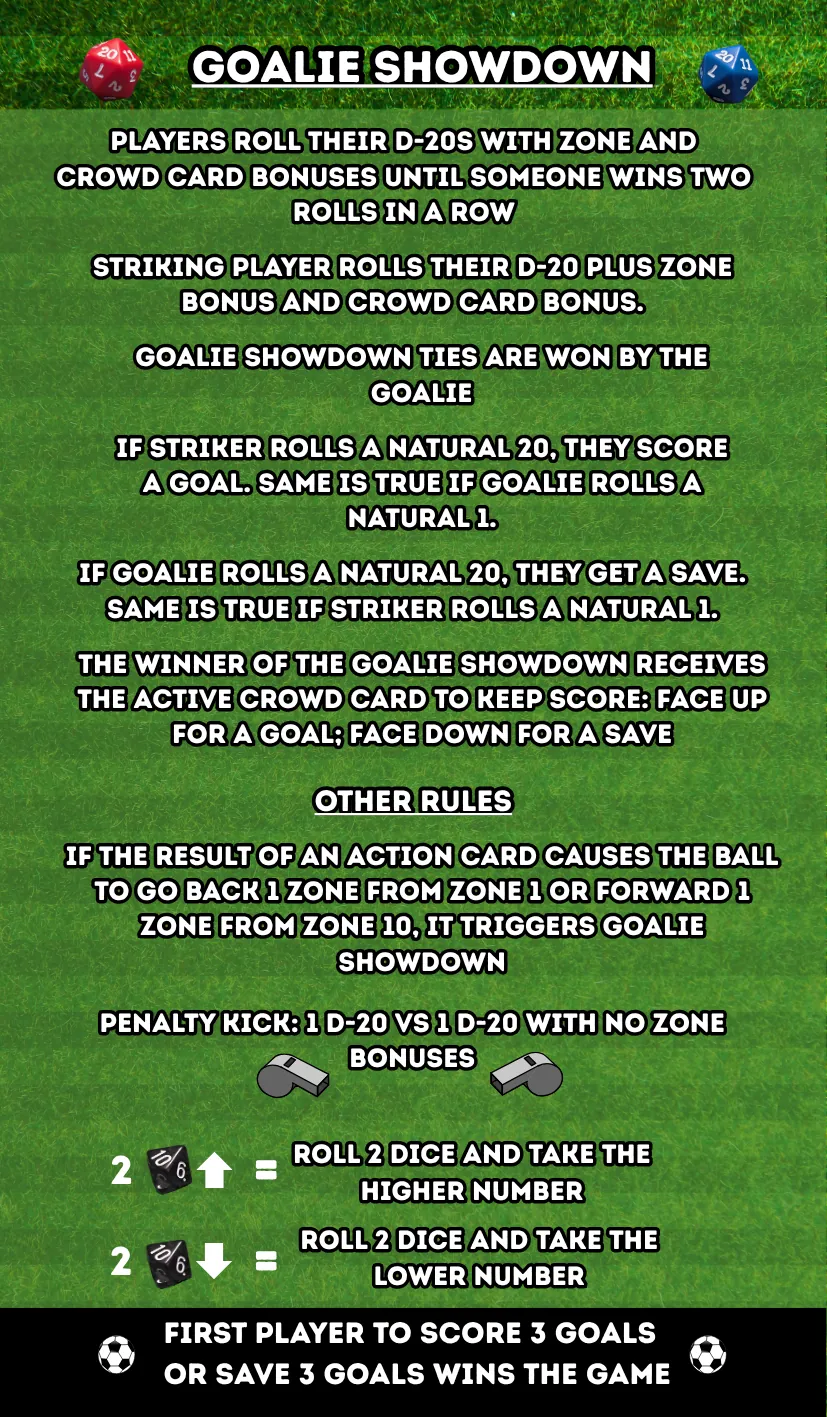 GOALIE SHOWDOWN
PLAYERS ROLL THEIR D-20S WITH ZONE AND
CROWD CARD BONUSES UNTIL SOMEONE WINS TWO
ROLLS IN A ROW
STRIKING PLAYER ROLLS THEIR D-20 PLUS ZONE
BONUS AND CROWD CARD BONUS.
GOALIE SHOWDOWN TIES ARE WON BY THE
GOALIE
IF STRIKER ROLLS A NATURAL 20, THEY SCORE
A GOAL. SAME IS TRUE IF GOALIE ROLLS A
NATURAL 1.
IF GOALIE ROLLS A NATURAL 20, THEY GET A SAVE.
SAME IS TRUE IF STRIKER ROLLS A NATURAL 1.
THE WINNER OF THE GOALIE SHOWDOWN RECEIVES
THE ACTIVE CROWD CARD TO KEEP SCORE: FACE UP
FOR A GOAL; FACE DOWN FOR A SAVE
OTHER RULES
IF THE RESULT OF AN ACTION CARD CAUSES THE BALL
TO GO BACK 1 ZONE FROM ZONE 1 OR FORWARD 1
ZONE FROM ZONE 10, IT TRIGGERS GOALIE
SHOWDOWN
PENALTY KICK: 1 D-20 VS 1 D-20 WITH NO ZONE
BONUSES
2 = ROLL 2 DICE AND TAKE THE
HIGHER NUMBER
2 = ROLL 2 DICE AND TAKE THE
LOWER NUMBER
FIRST PLAYER TO SCORE 3 GOALS
OR SAVE 3 GOALS WINS THE GAME